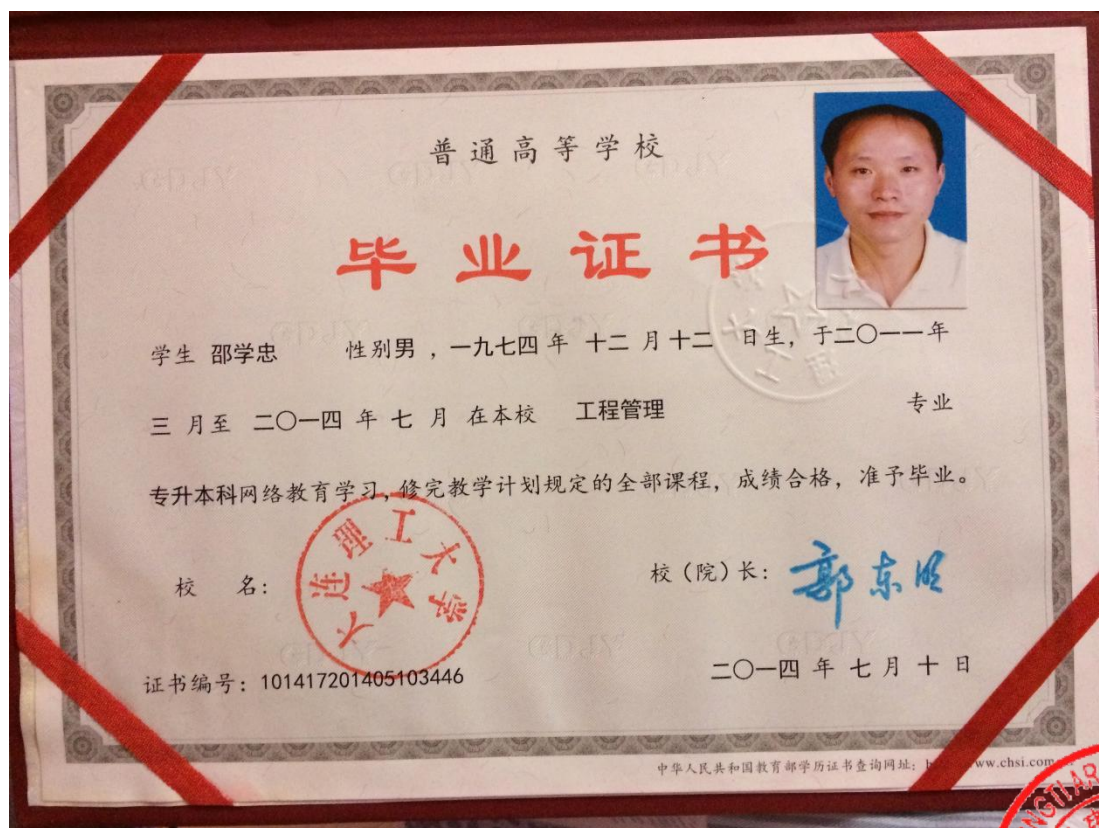 普通高等学校
毕业证书
学生 邵学忠 性别男，一九七四年 十二月十二 日生，于二〇一一年
三 月至 二〇一四 年 七 月 在本校 工程管理 专业
专升本科网络教育学习，修完教学计划规定的全部课程，成绩合格，准予毕业。
校 名：
大连理工大学
校（院）长：
郭东明
证书编号：101417201405103446
二〇一四 年 七 月 十 日
中华人民共和国教育部学历证书查询网址：
www.chsi.com